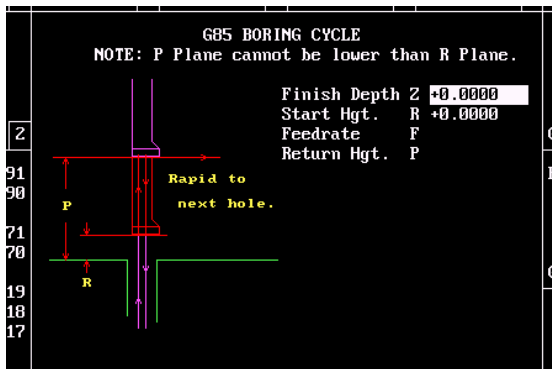 G85 BORING CYCLE
NOTE: P Plane cannot be lower than R Plane.
Finish Depth Z +0.0000
Start Hgt. R +0.0000
Feedrate F
Return Hgt. P
Z
91
90
71
70
19
18
17
Rapid to
next hole.
P
R